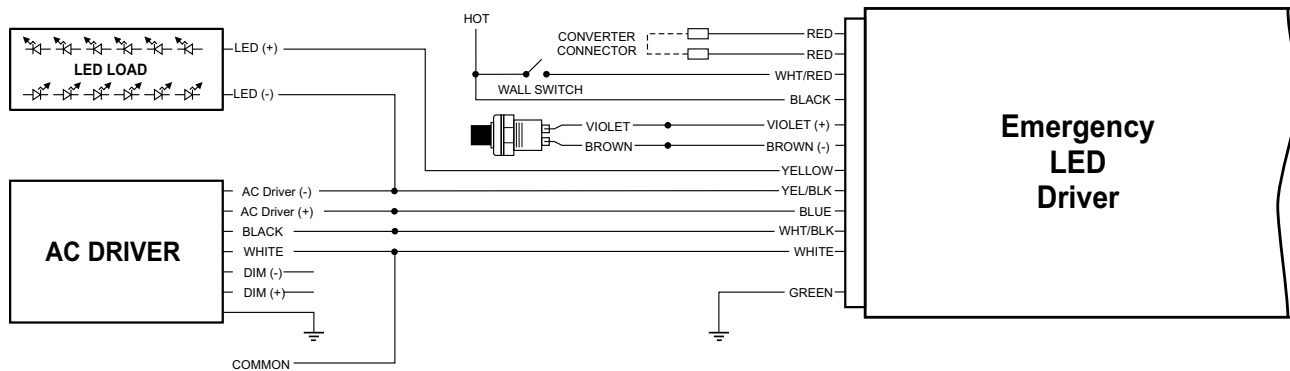 LED LOAD
LED (+)
LED (-)
HOT
CONVERTER
CONNECTOR
WALL SWITCH
RED
RED
WHT/RED
BLACK
VIOLET
VIOLET (+)
BROWN
BROWN (-)
YELLOW
AC DRIVER
AC Driver (-)
YEL/BLK
AC Driver (+)
BLUE
BLACK
WHT/BLK
WHITE
WHITE
DIM (-)
DIM (+)
GREEN
COMMON
Emergency
LED
Driver